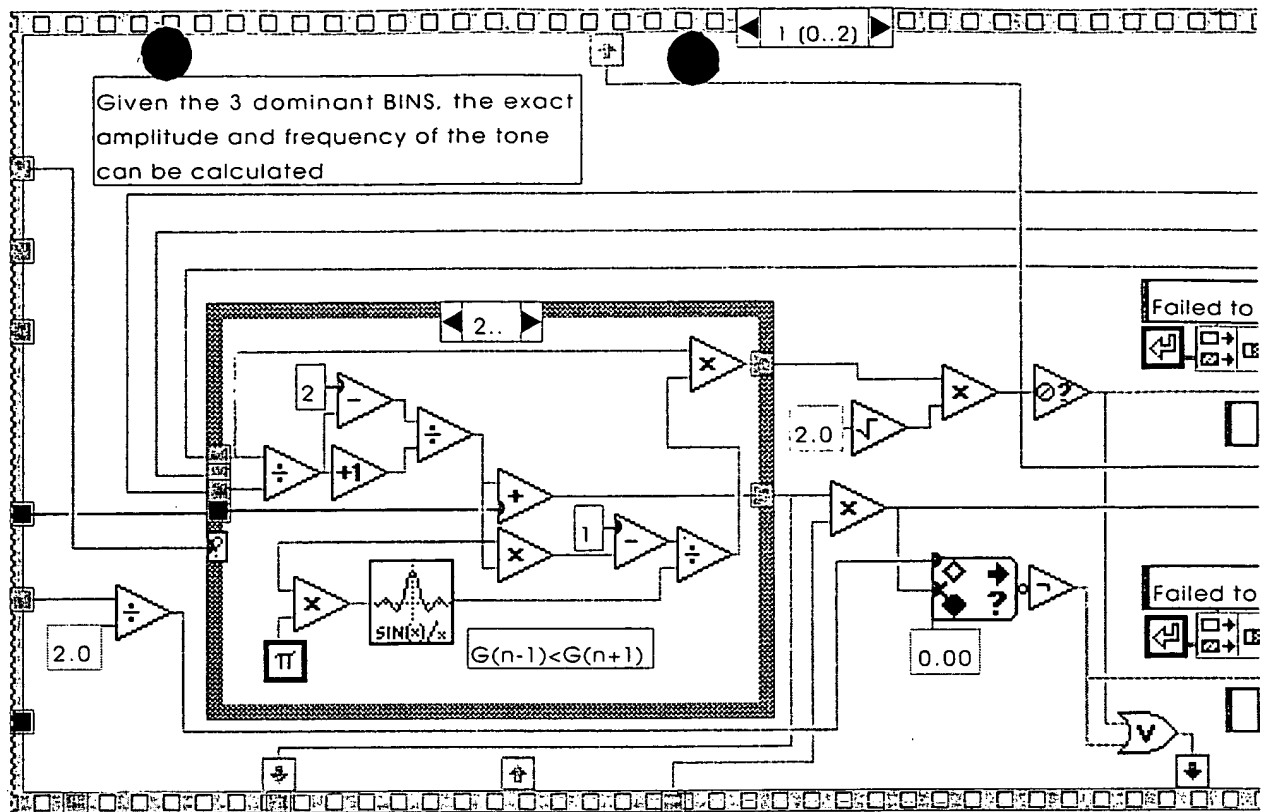 1 (0..2)
Given the 3 dominant BINS, the exact
amplitude and frequency of the tone
can be calculated
Failed to
2..
×
2
-
÷
2.0
√
×
?
÷
+1
+
1
-
×
÷
×
×
SIN(x)/x
π
G(n-1)<G(n+1)
÷
2.0
?
¬
0.00
Failed to
V